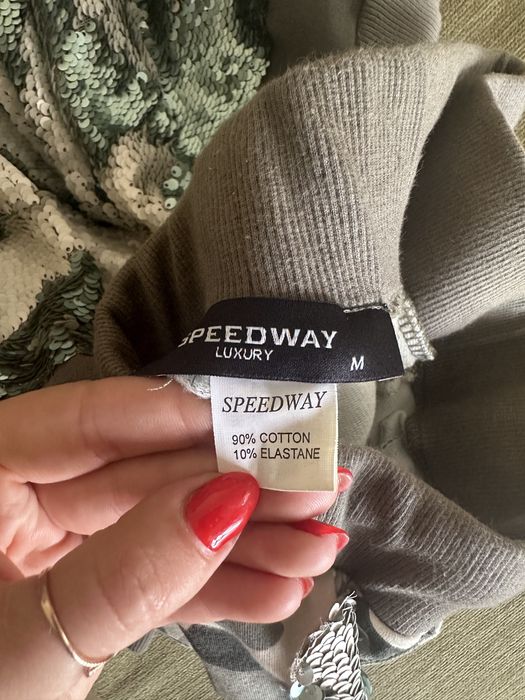 SPEEDWAY
LUXURY
M
SPEEDWAY
90% COTTON
10% ELASTANE